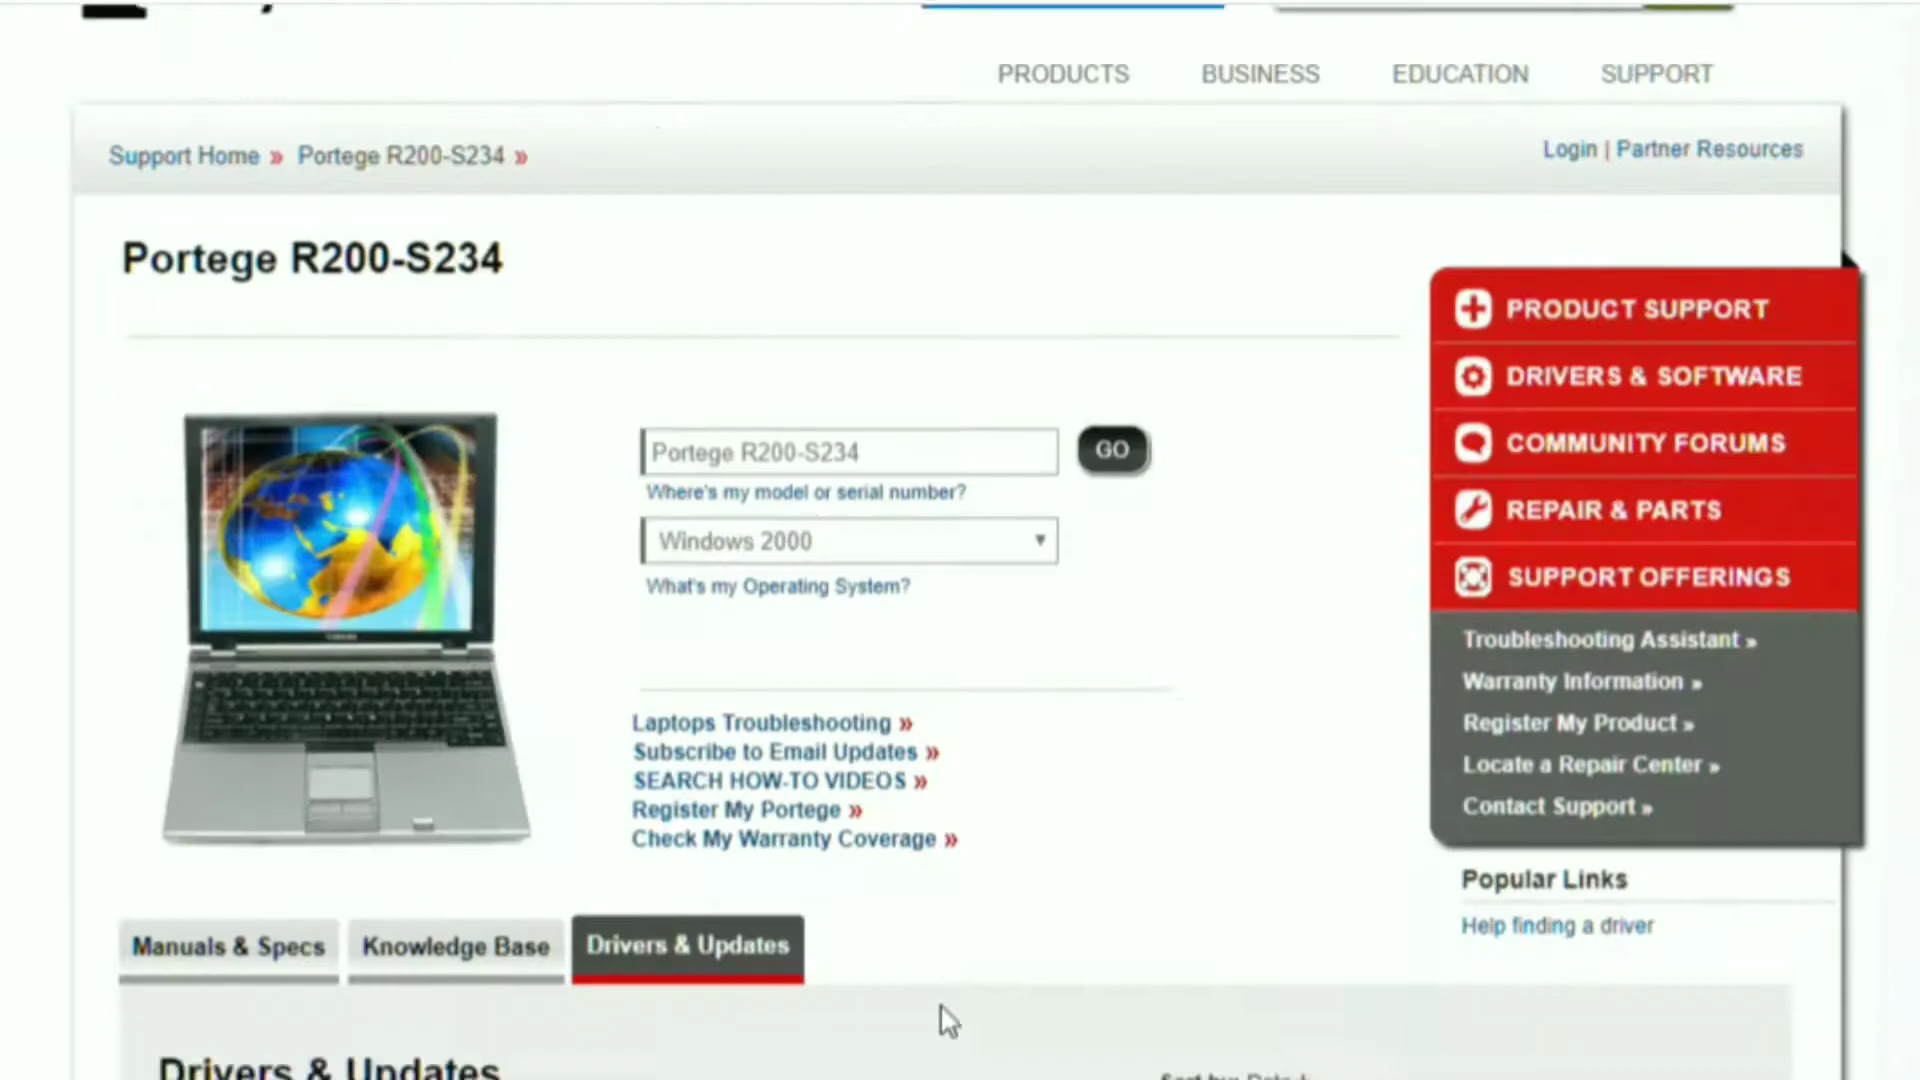 PRODUCTS BUSINESS EDUCATION SUPPORT
Support Home » Portege R200-S234 »
Login | Partner Resources
Portege R200-S234
PRODUCT SUPPORT
DRIVERS & SOFTWARE
COMMUNITY FORUMS
REPAIR & PARTS
SUPPORT OFFERINGS
Troubleshooting Assistant »
Warranty Information »
Register My Product »
Locate a Repair Center »
Contact Support »
Popular Links
Help finding a driver
Portege R200-S234 GO
Where's my model or serial number?
Windows 2000
What's my Operating System?
Laptops Troubleshooting »
Subscribe to Email Updates »
SEARCH HOW-TO VIDEOS »
Register My Portege »
Check My Warranty Coverage »
Manuals & Specs Knowledge Base Drivers & Updates
Drivers & Updates